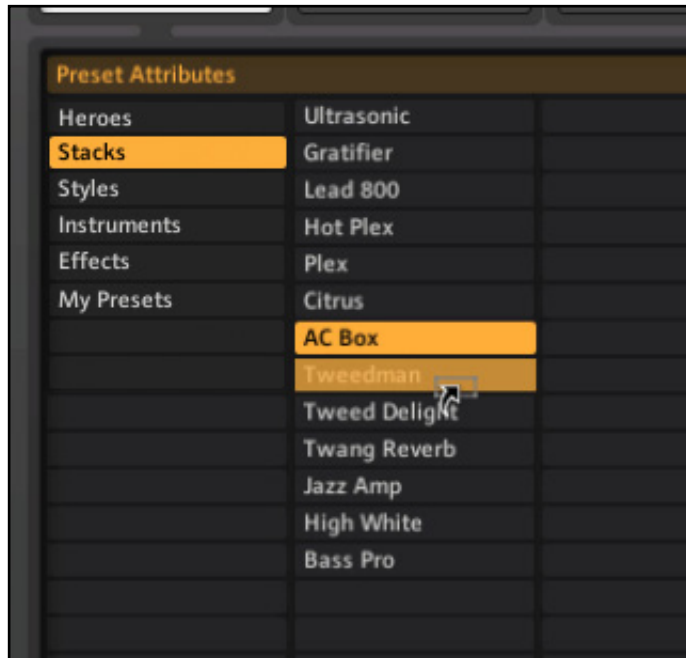 Preset Attributes
Heroes
Stacks
Styles
Instruments
Effects
My Presets
Ultrasonic
Gratifier
Lead 800
Hot Plex
Plex
Citrus
AC Box
Tweedman
Tweed Delight
Twang Reverb
Jazz Amp
High White
Bass Pro